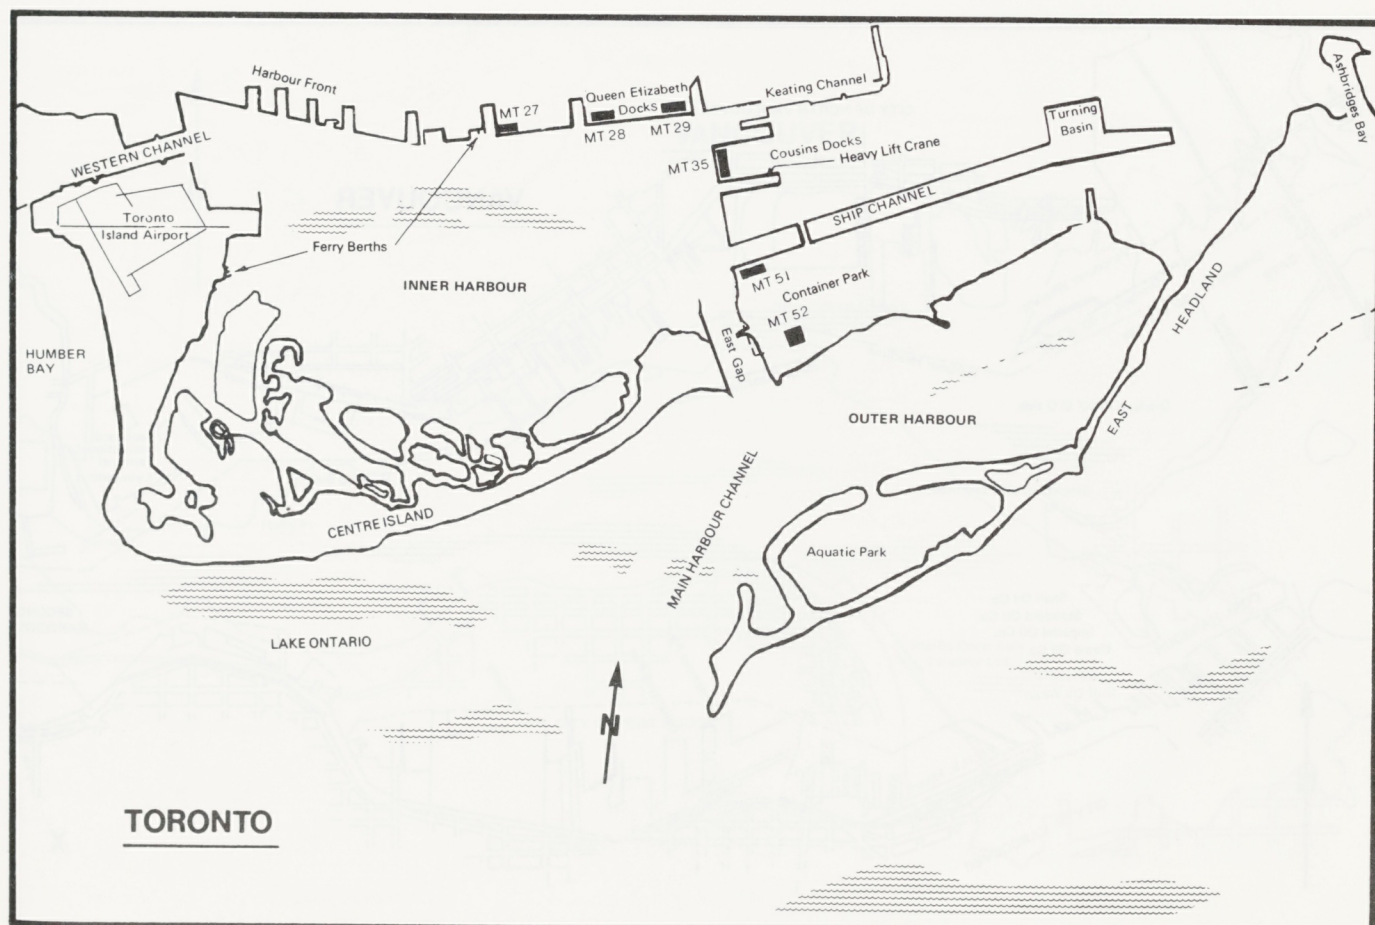 Harbour Front
MT 27
Queen Elizabeth
Docks
MT 28
MT 29
Keating Channel
Ashbridges Bay
Turning
Basin
WESTERN CHANNEL
MT 35
Cousins Docks
Heavy Lift Crane
SHIP CHANNEL
Toronto
Island Airport
Ferry Berths
INNER HARBOUR
MT 51
Container Park
MT 52
East Gap
HEADLAND
EAST
HUMBER
BAY
OUTER HARBOUR
MAIN HARBOUR CHANNEL
CENTRE ISLAND
Aquatic Park
LAKE ONTARIO
N
TORONTO